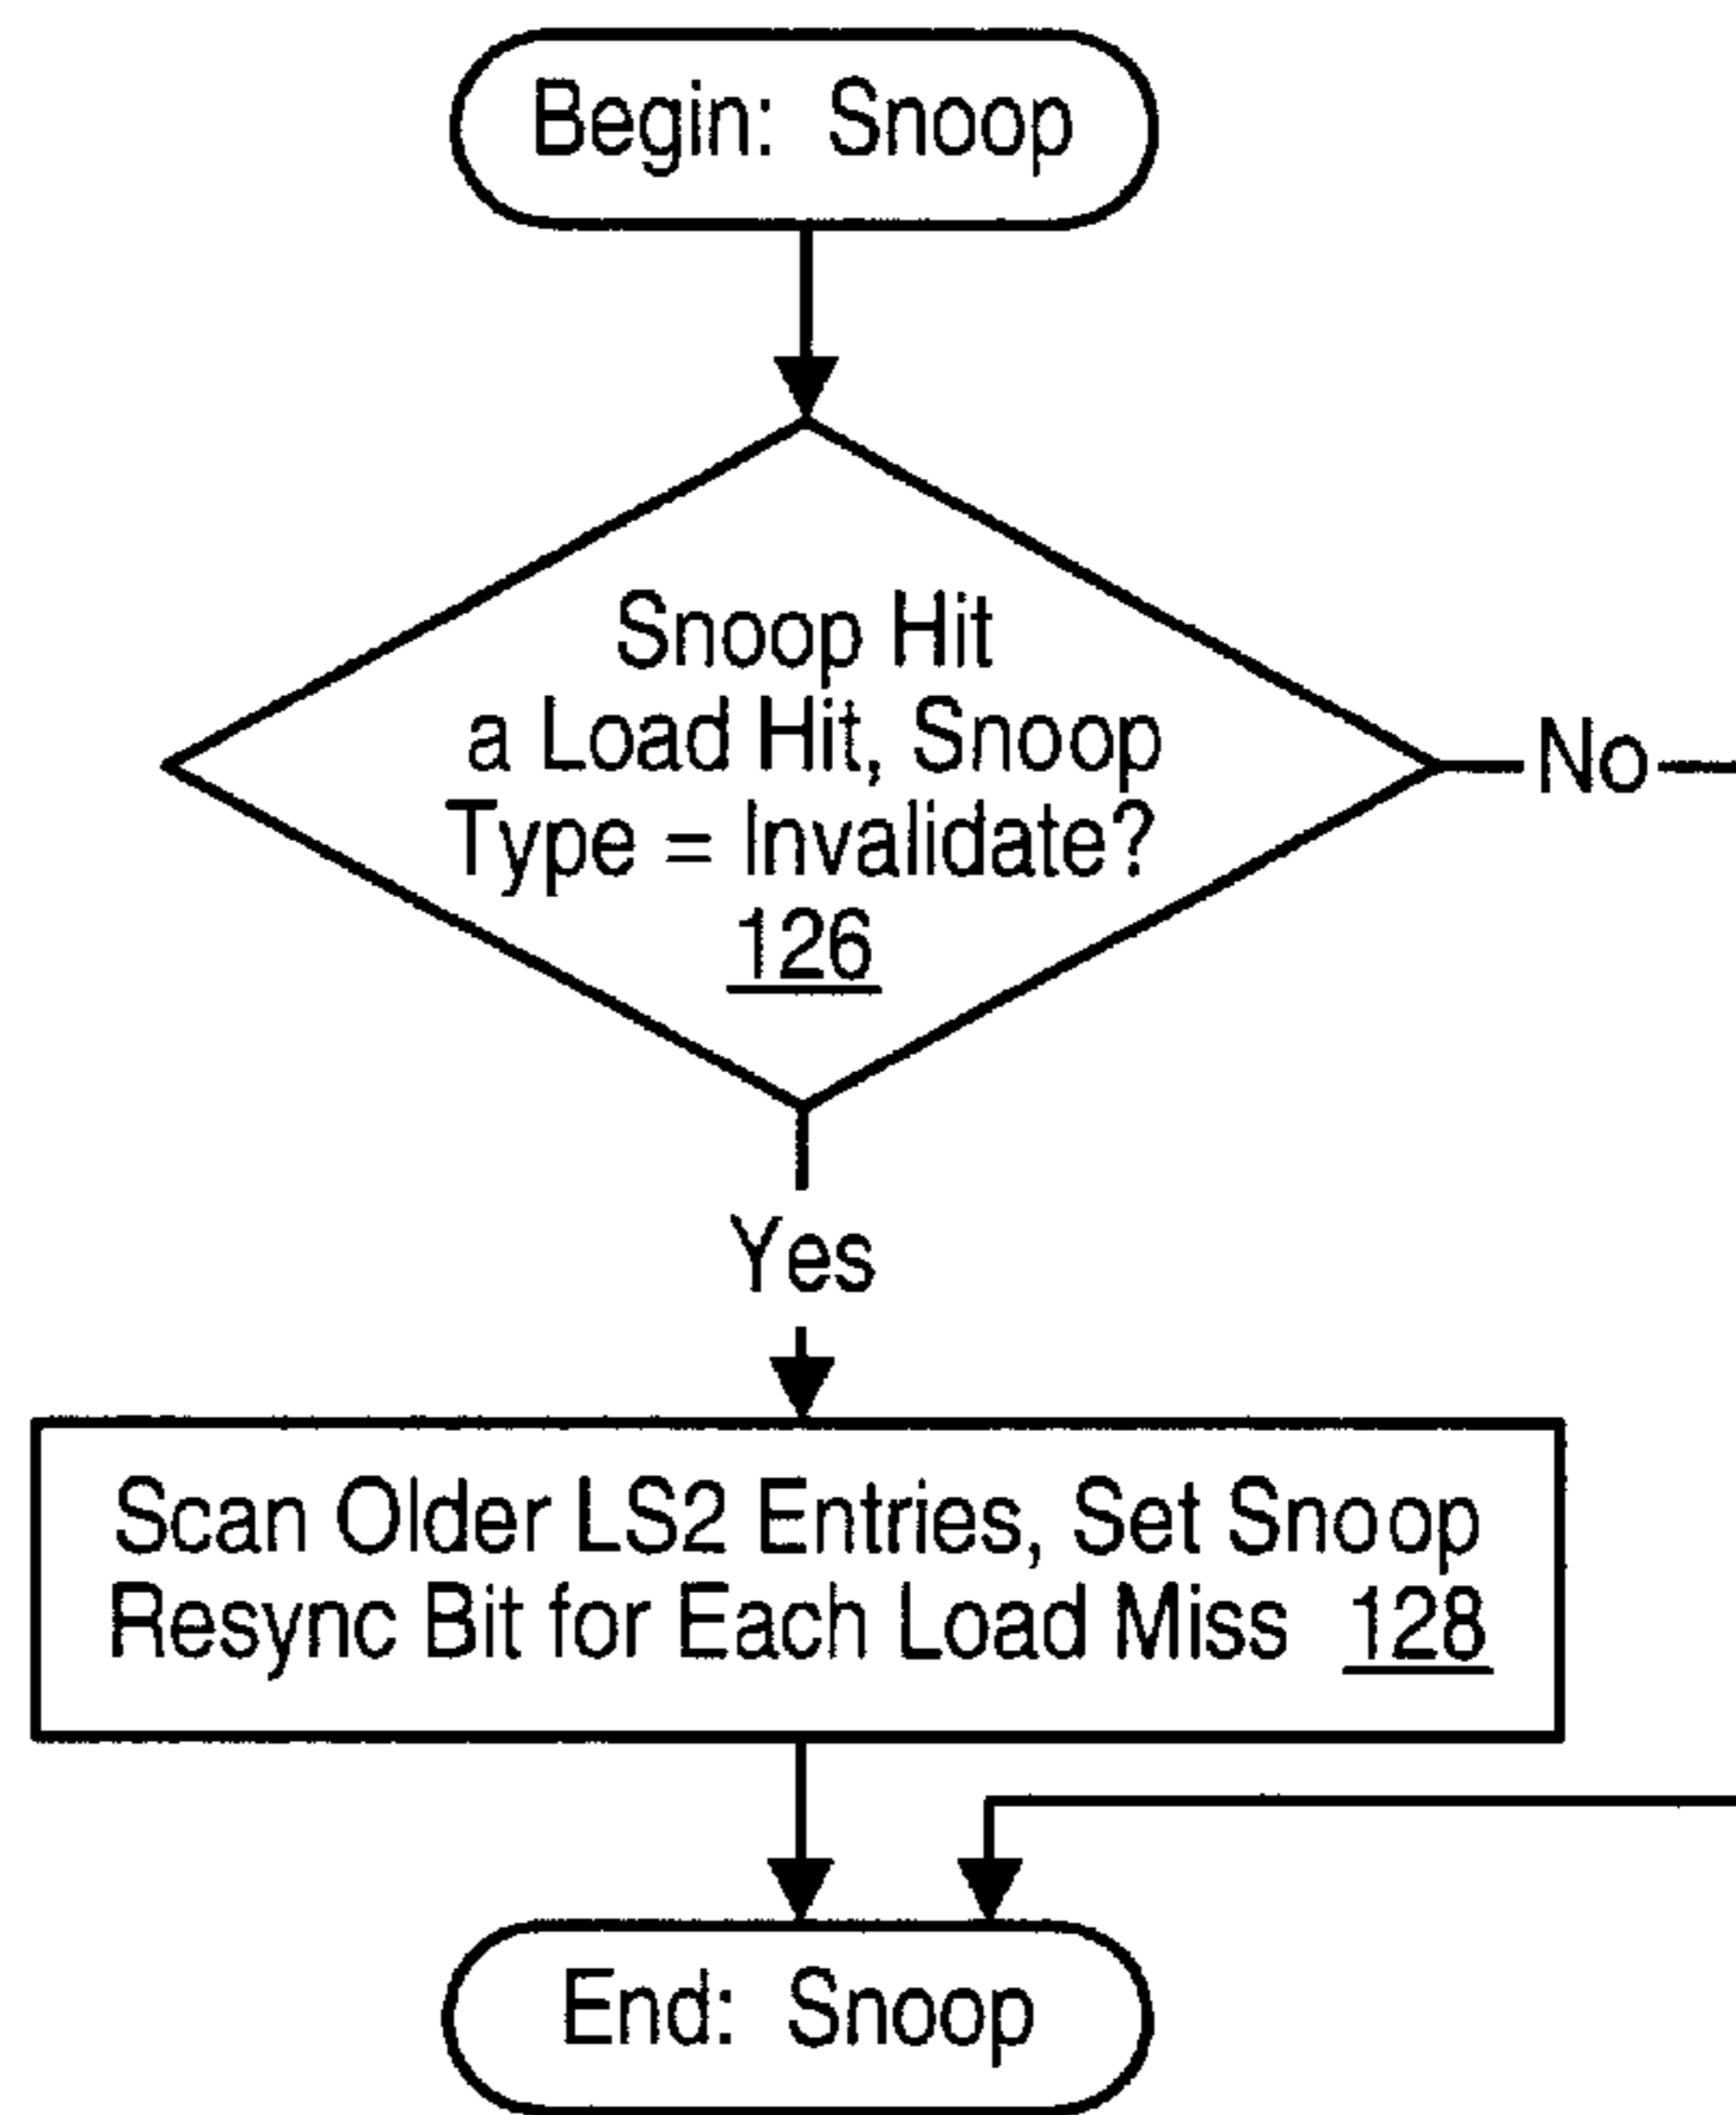 Begin: Snoop
Snoop Hit
a Load Hit, Snoop
Type = Invalidate?
126
No
Yes
Scan Older LS2 Entries, Set Snoop
Resync Bit for Each Load Miss 128
End: Snoop